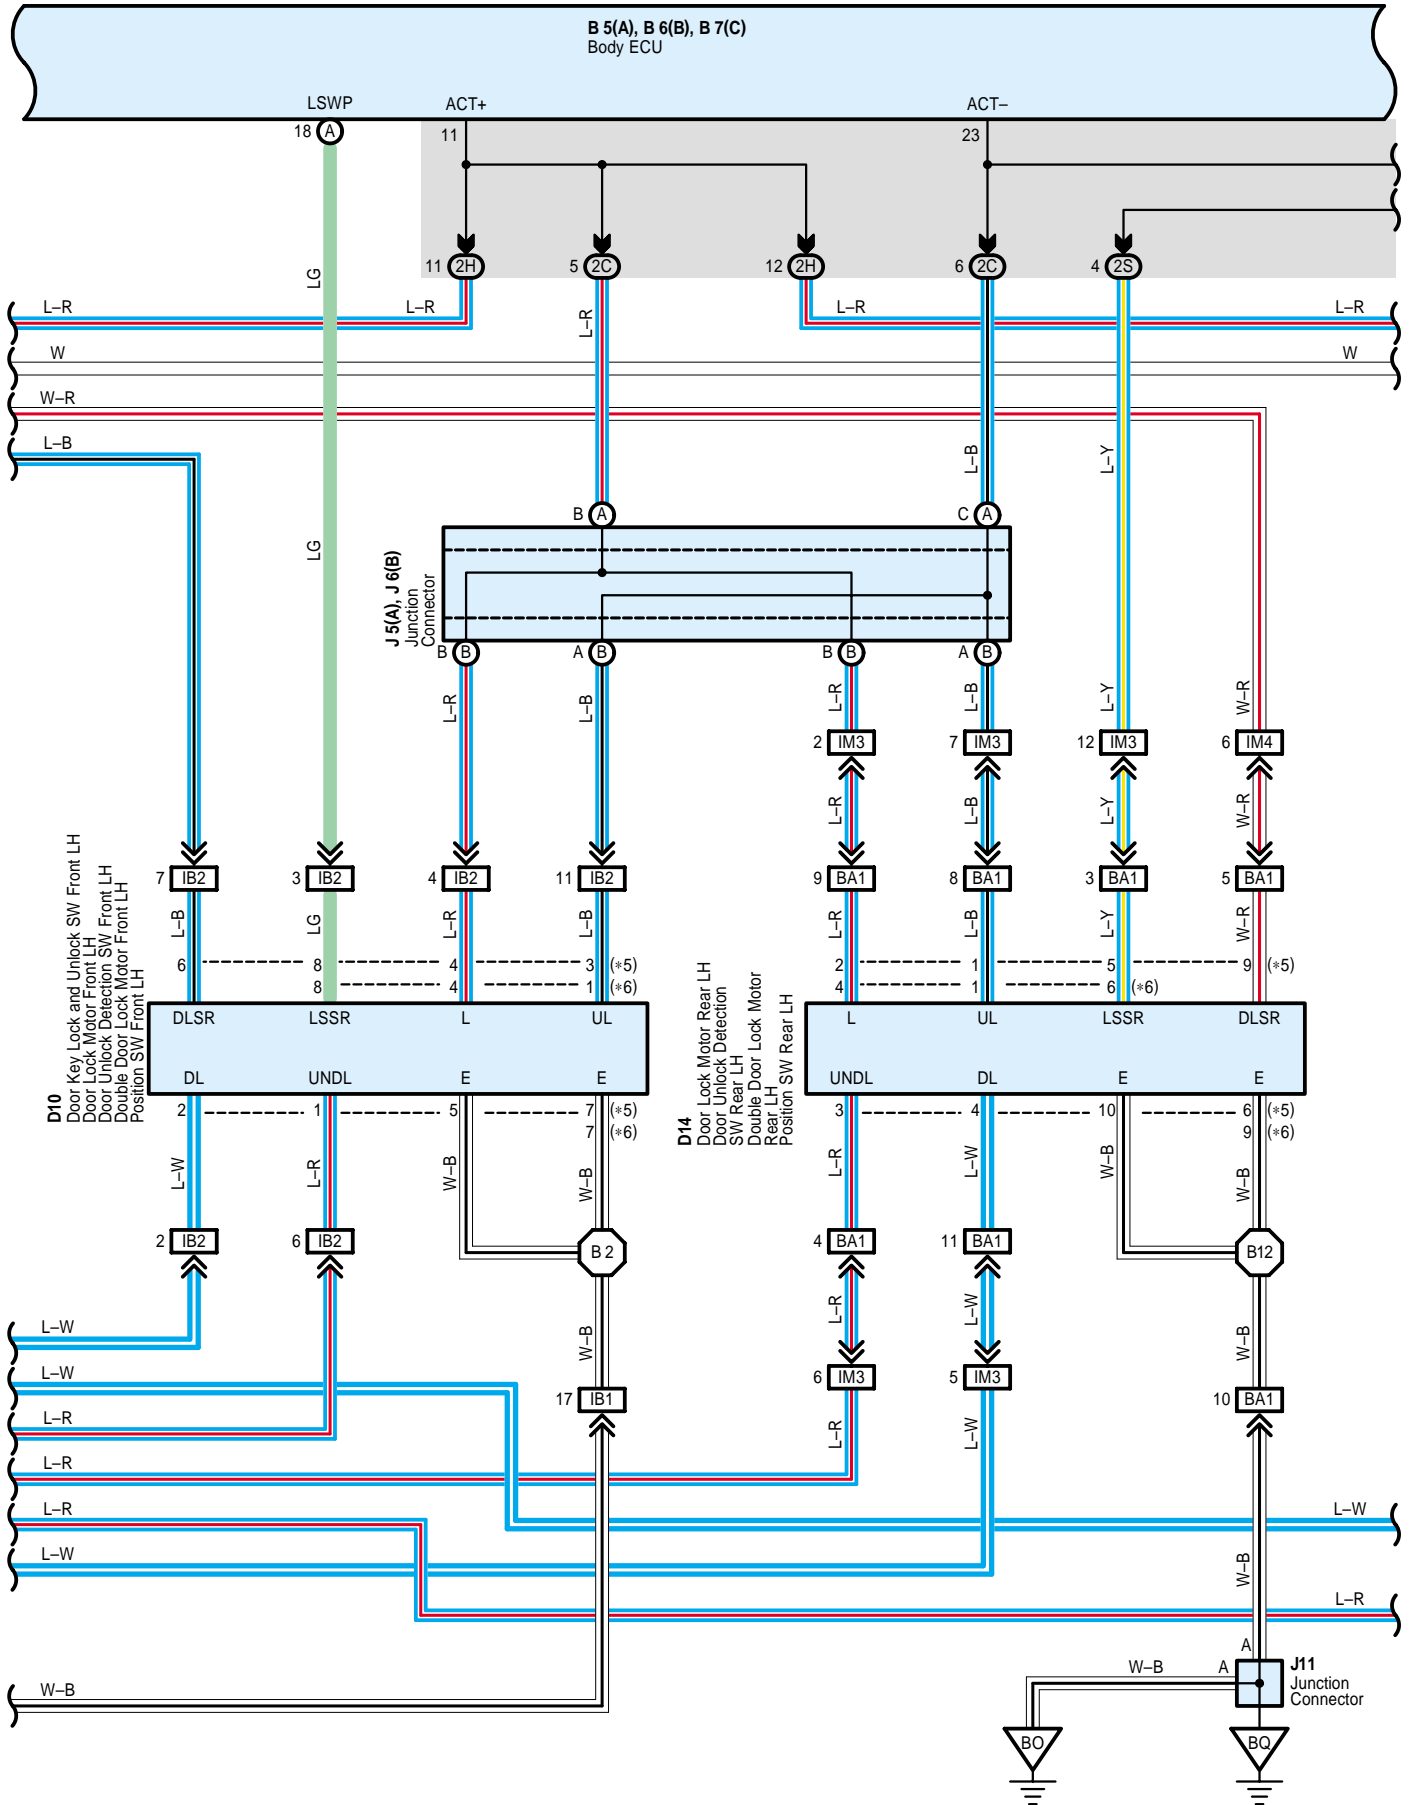 B 5(A), B 6(B), B 7(C)
Body ECU
LSWP
ACT+
ACT–
18 A
11
23
11 2H
5 2C
12 2H
6 2C
4 2S
LG
L–R
L–R
L–R
L–R
L–R
W
W
W–R
L–B
L–B
L–Y
LG
B A
C A
J 5(A), J 6(B)
Junction
Connector
B B
A B
B B
A B
L–R
L–B
L–R
L–B
L–Y
W–R
2 IM3
7 IM3
12 IM3
6 IM4
L–R
L–B
L–Y
W–R
7 IB2
3 IB2
4 IB2
11 IB2
9 BA1
8 BA1
3 BA1
5 BA1
L–B
LG
L–R
L–B
L–R
L–B
L–Y
W–R
6 8 4 3 (∗5)
8 4 1 (∗6)
2 1 5 9 (∗5)
4 1 6 (∗6)
D10
Door Key Lock and Unlock SW Front LH
Door Lock Motor Front LH
Door Unlock Detection SW Front LH
Double Door Lock Motor Front LH
Position SW Front LH
DLSR LSSR L UL
DL UNDL E E
D14
Door Lock Motor Rear LH
Door Unlock Detection
SW Rear LH
Double Door Lock Motor
Rear LH
Position SW Rear LH
L UL LSSR DLSR
UNDL DL E E
2 1 5 7 (∗5)
7 (∗6)
3 4 10 6 (∗5)
9 (∗6)
L–W
L–R
W–B
W–B
L–R
L–W
W–B
W–B
2 IB2
6 IB2
B 2
4 BA1
11 BA1
B12
L–R
L–W
L–W
W–B
W–B
L–W
17 IB1
6 IM3
5 IM3
10 BA1
L–R
L–R
L–W
L–R
L–R
L–W
L–W
W–B
L–R
A
W–B
A
J11
Junction
Connector
W–B
BO
BQ